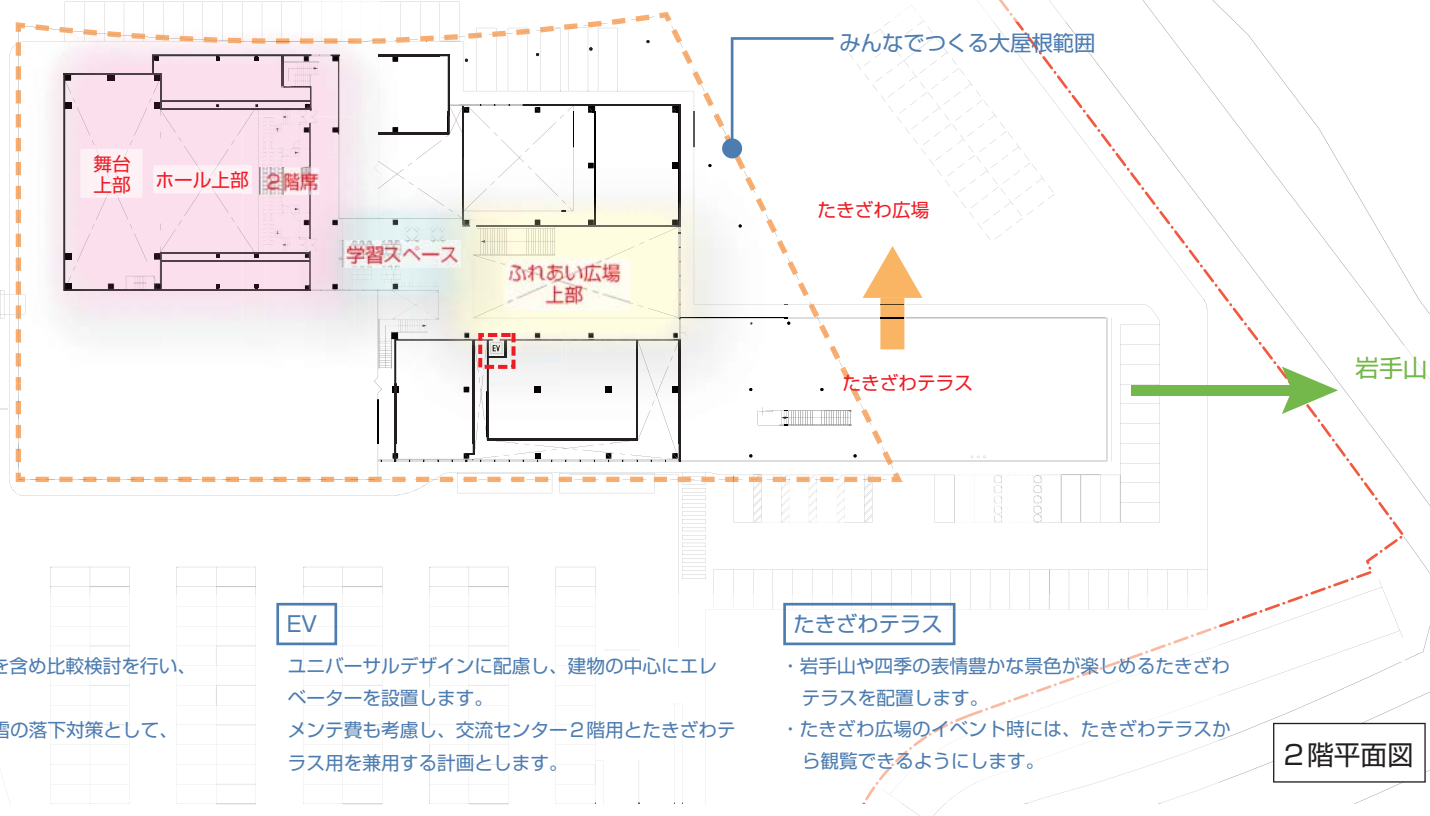 みんなでつくる大屋根範囲
舞台
上部
ホール上部
２階席
学習スペース
ふれあい広場
上部
EV
たきざわ広場
たきざわテラス
岩手山
を含め比較検討を行い、
雪の落下対策として、
EV
ユニバーサルデザインに配慮し、建物の中心にエレ
ベーターを設置します。
メンテ費も考慮し、交流センター２階用とたきざわテ
ラス用を兼用する計画とします。
たきざわテラス
・岩手山や四季の表情豊かな景色が楽しめるたきざわ
テラスを配置します。
・たきざわ広場のイベント時には、たきざわテラスか
ら観覧できるようにします。
２階平面図